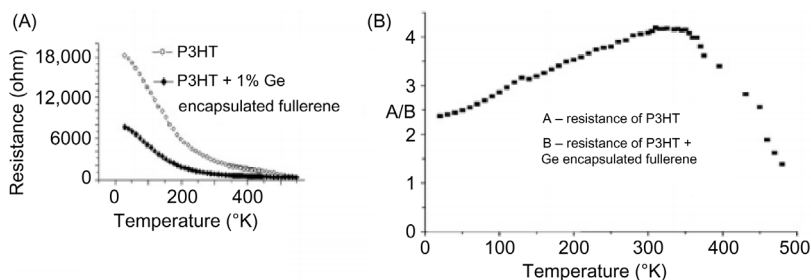 (A)
Resistance (ohm)
18,000
12,000
6000
0
0
200
400
Temperature (°K)
P3HT
P3HT + 1% Ge
encapsulated fullerene
(B)
A/B
4
3
2
1
0
0
100
200
300
400
500
Temperature (°K)
A – resistance of P3HT
B – resistance of P3HT +
Ge encapsulated fullerene